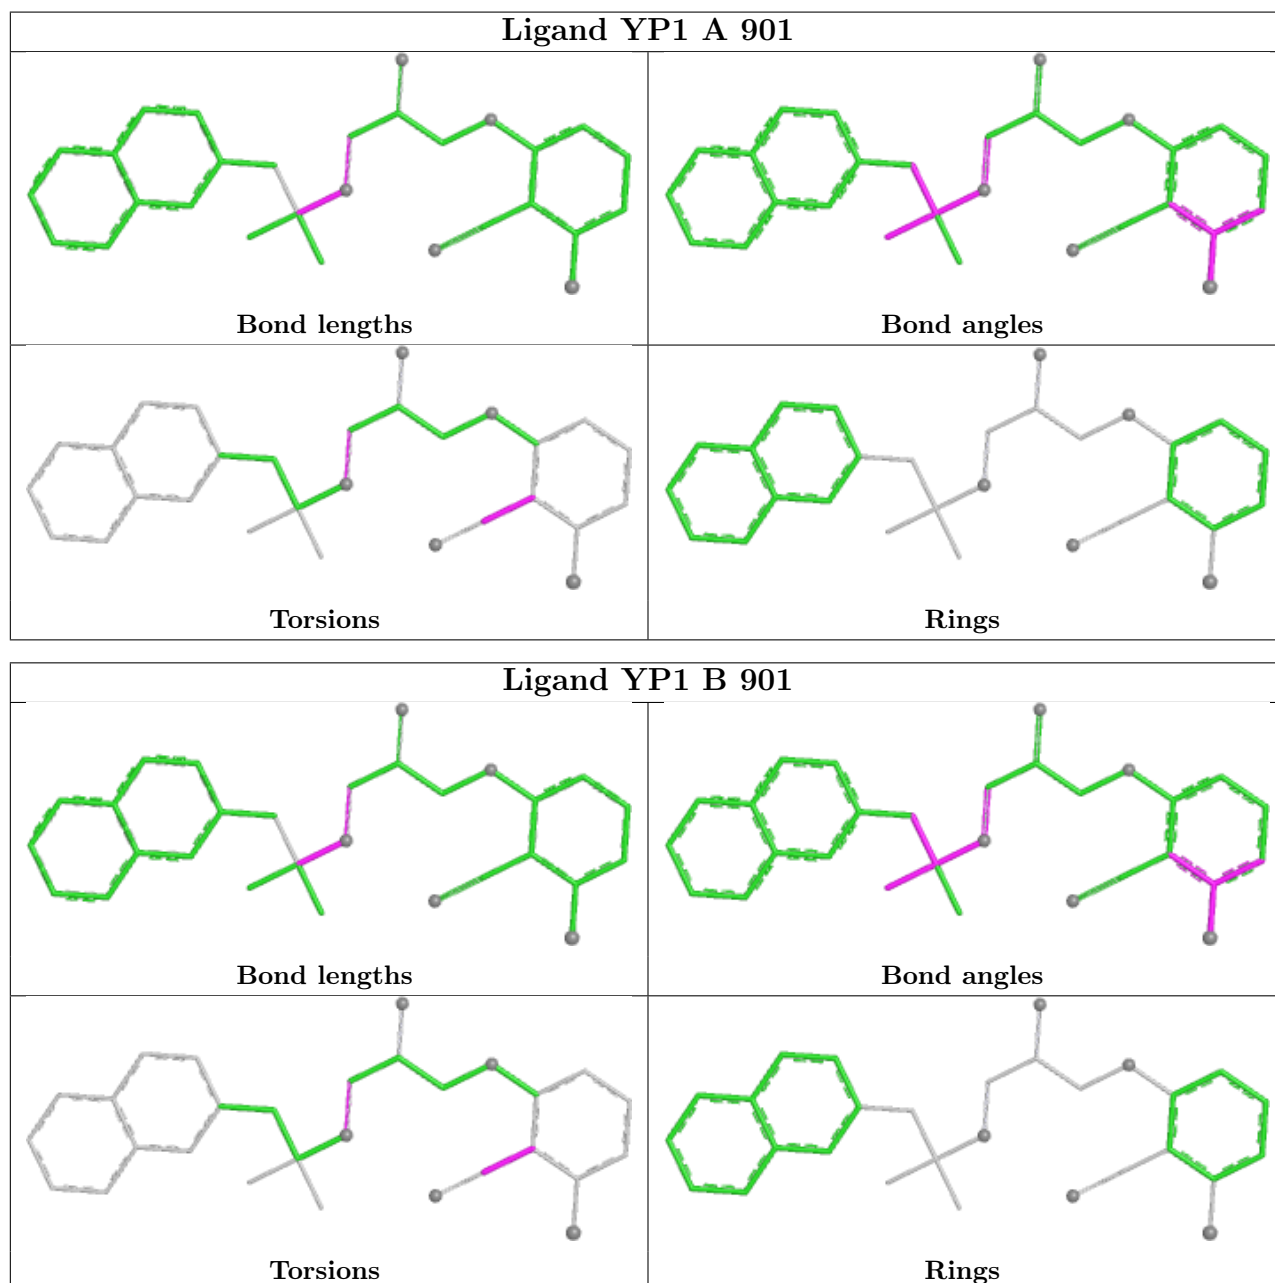 Ligand YP1 A 901
Bond lengths
Bond angles
Torsions
Rings
Ligand YP1 B 901
Bond lengths
Bond angles
Torsions
Rings